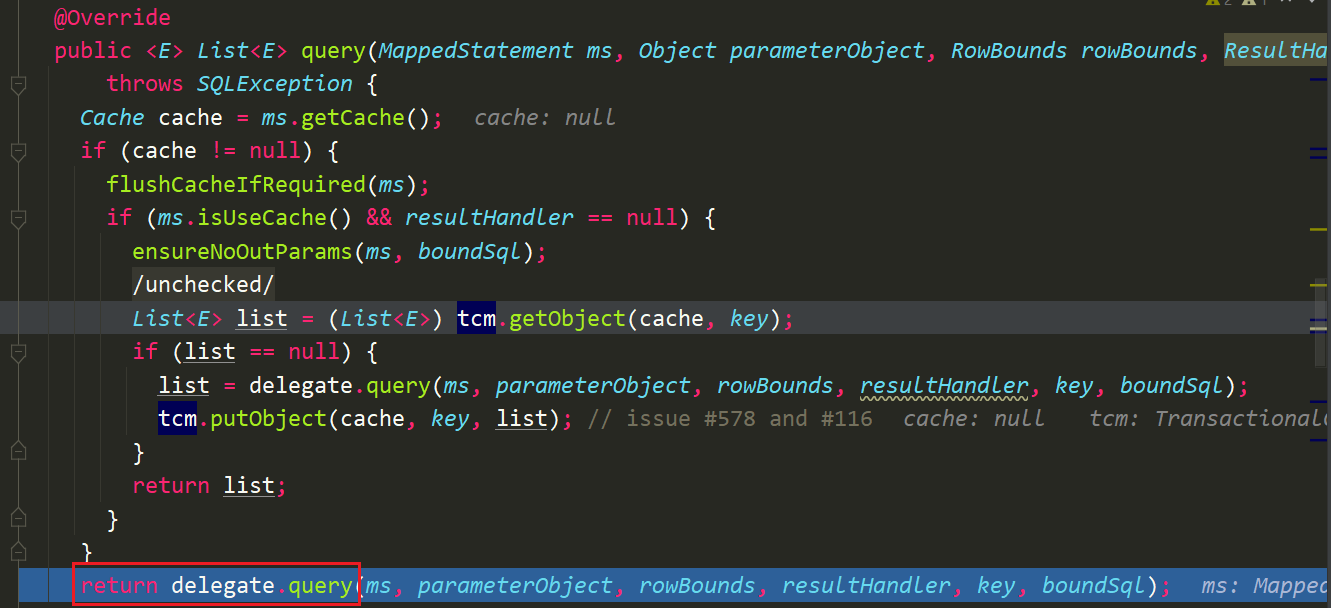 @Override
public <E> List<E> query(MappedStatement ms, Object parameterObject, RowBounds rowBounds, ResultHa
throws SQLException {
Cache cache = ms.getCache(); cache: null
if (cache != null) {
flushCacheIfRequired(ms);
if (ms.isUseCache() && resultHandler == null) {
ensureNoOutParams(ms, boundSql);
/unchecked/
List<E> list = (List<E>) tcm.getObject(cache, key);
if (list == null) {
list = delegate.query(ms, parameterObject, rowBounds, resultHandler, key, boundSql);
tcm.putObject(cache, key, list); // issue #578 and #116 cache: null tcm: Transactional
}
return list;
}
}
return delegate.query(ms, parameterObject, rowBounds, resultHandler, key, boundSql); ms: Mapped